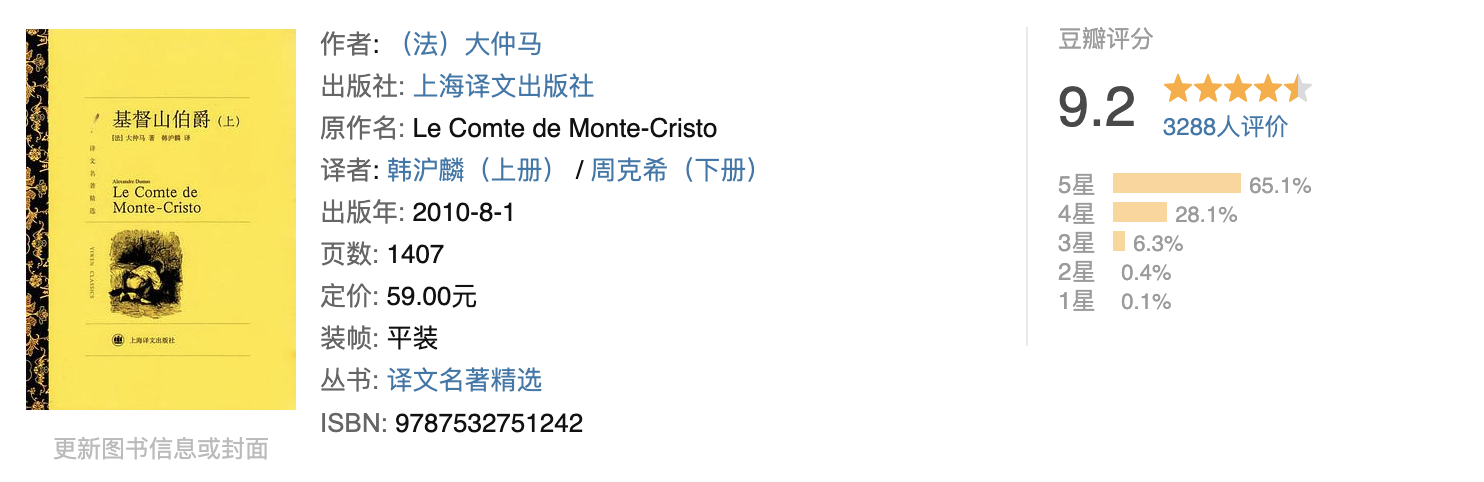 基督山伯爵（上）
[法] 大仲马 著 韩沪麟 译
译文名著精选
Alexandre Dumas
Le Comte de
Monte-Cristo
YIWEN CLASSICS
上海译文出版社
更新图书信息或封面
作者: （法）大仲马
出版社: 上海译文出版社
原作名: Le Comte de Monte-Cristo
译者: 韩沪麟（上册） / 周克希（下册）
出版年: 2010-8-1
页数: 1407
定价: 59.00元
装帧: 平装
丛书: 译文名著精选
ISBN: 9787532751242
豆瓣评分
9.2
3288人评价
5星 65.1%
4星 28.1%
3星 6.3%
2星 0.4%
1星 0.1%